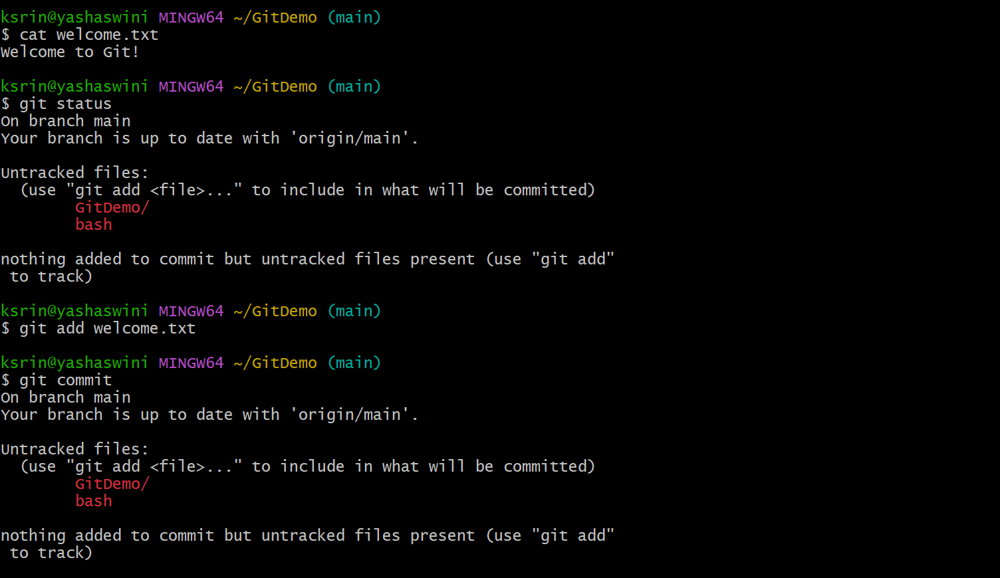 ksrin@yashaswini MINGW64 ~/GitDemo (main)
$ cat welcome.txt
Welcome to Git!
ksrin@yashaswini MINGW64 ~/GitDemo (main)
$ git status
On branch main
Your branch is up to date with 'origin/main'.
Untracked files:
  (use "git add <file>..." to include in what will be committed)
        GitDemo/
        bash
nothing added to commit but untracked files present (use "git add"
 to track)
ksrin@yashaswini MINGW64 ~/GitDemo (main)
$ git add welcome.txt
ksrin@yashaswini MINGW64 ~/GitDemo (main)
$ git commit
On branch main
Your branch is up to date with 'origin/main'.
Untracked files:
  (use "git add <file>..." to include in what will be committed)
        GitDemo/
        bash
nothing added to commit but untracked files present (use "git add"
 to track)